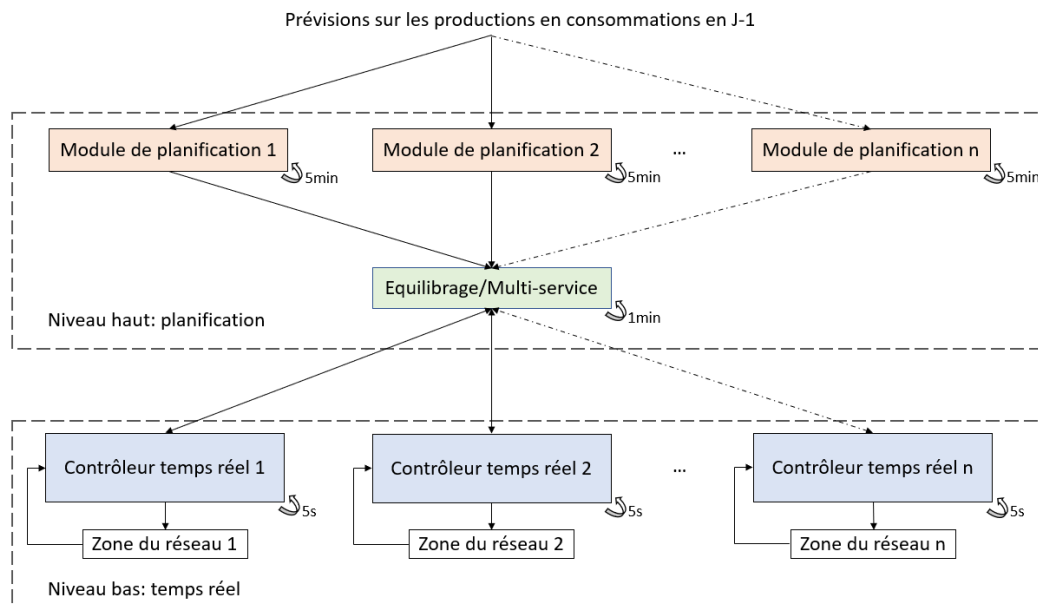 Prévisions sur les productions en consommations en J-1
Module de planification 1
5min
Module de planification 2
5min
...
Module de planification n
5min
Equilibrage/Multi-service
1min
Niveau haut: planification
Contrôleur temps réel 1
5s
Contrôleur temps réel 2
5s
...
Contrôleur temps réel n
5s
Zone du réseau 1
Zone du réseau 2
Zone du réseau n
Niveau bas: temps réel